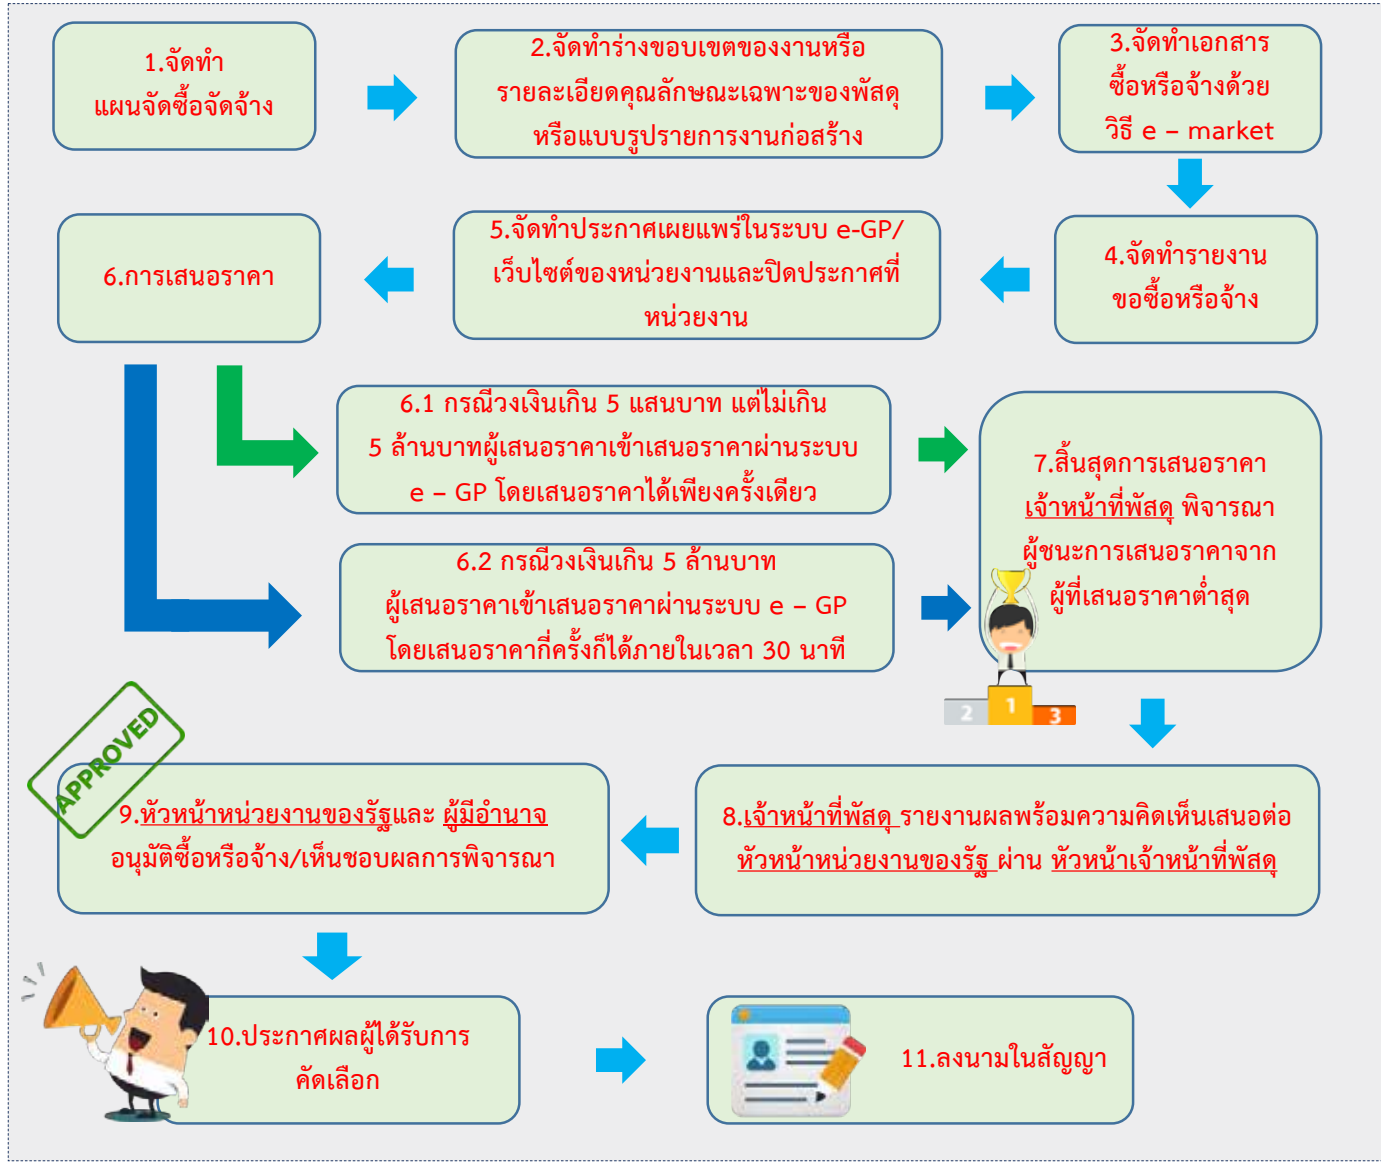 1.จัดทำ
แผนจัดซื้อจัดจ้าง
2.จัดทำร่างขอบเขตของงานหรือ
รายละเอียดคุณลักษณะเฉพาะของพัสดุ
หรือแบบรูปรายการงานก่อสร้าง
3.จัดทำเอกสาร
ซื้อหรือจ้างด้วย
วิธี e – market
4.จัดทำรายงาน
ขอซื้อหรือจ้าง
5.จัดทำประกาศเผยแพร่ในระบบ e-GP/
เว็บไซต์ของหน่วยงานและปิดประกาศที่
หน่วยงาน
6.การเสนอราคา
6.1 กรณีวงเงินเกิน 5 แสนบาท แต่ไม่เกิน
5 ล้านบาทผู้เสนอราคาเข้าเสนอราคาผ่านระบบ
e – GP โดยเสนอราคาได้เพียงครั้งเดียว
6.2 กรณีวงเงินเกิน 5 ล้านบาท
ผู้เสนอราคาเข้าเสนอราคาผ่านระบบ e – GP
โดยเสนอราคากี่ครั้งก็ได้ภายในเวลา 30 นาที
7.สิ้นสุดการเสนอราคา
เจ้าหน้าที่พัสดุ พิจารณา
ผู้ชนะการเสนอราคาจาก
ผู้ที่เสนอราคาต่ำสุด
2 1 3
8.เจ้าหน้าที่พัสดุ รายงานผลพร้อมความคิดเห็นเสนอต่อ
หัวหน้าหน่วยงานของรัฐ ผ่าน หัวหน้าเจ้าหน้าที่พัสดุ
APPROVED
9.หัวหน้าหน่วยงานของรัฐและ ผู้มีอำนาจ
อนุมัติซื้อหรือจ้าง/เห็นชอบผลการพิจารณา
10.ประกาศผลผู้ได้รับการ
คัดเลือก
11.ลงนามในสัญญา